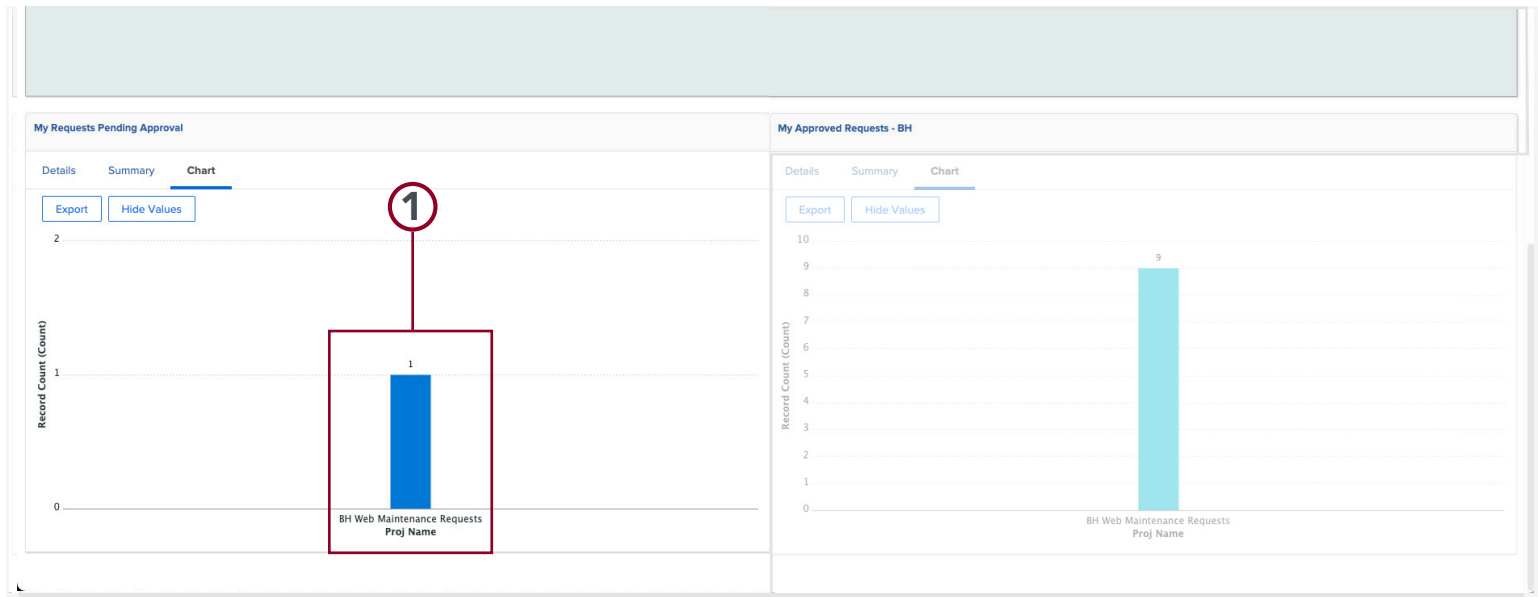 My Requests Pending Approval
Details Summary Chart
Export Hide Values
1
2
1
0
Record Count (Count)
1
BH Web Maintenance Requests
Proj Name
My Approved Requests - BH
Details Summary Chart
Export Hide Values
10
9
8
7
6
5
4
3
2
1
0
Record Count (Count)
9
BH Web Maintenance Requests
Proj Name